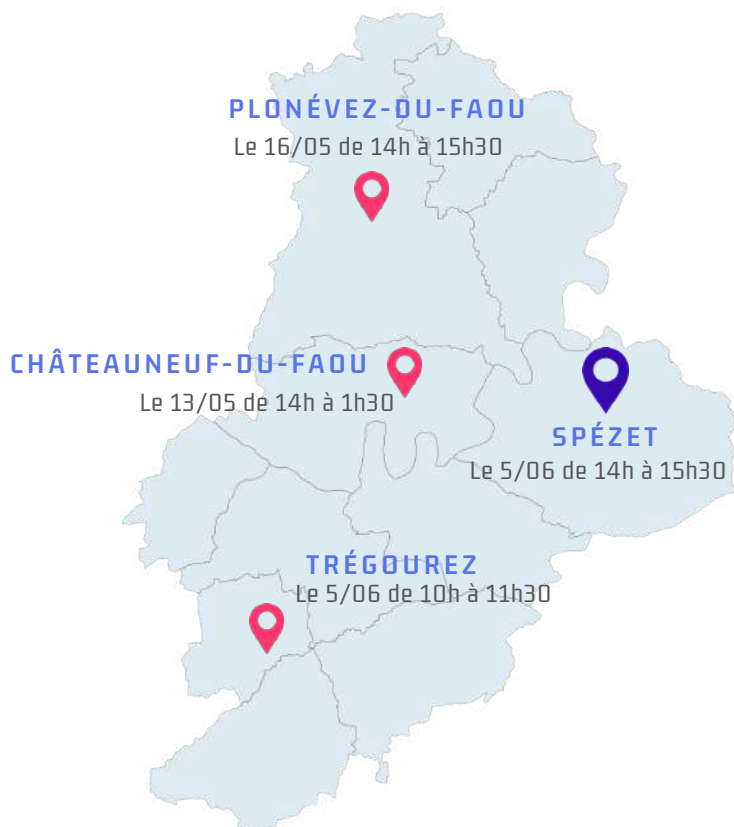 PLONÉVEZ-DU-FAOU
Le 16/05 de 14h à 15h30
CHÂTEAUNEUF-DU-FAOU
Le 13/05 de 14h à 1h30
SPÉZET
Le 5/06 de 14h à 15h30
TRÉGOUREZ
Le 5/06 de 10h à 11h30